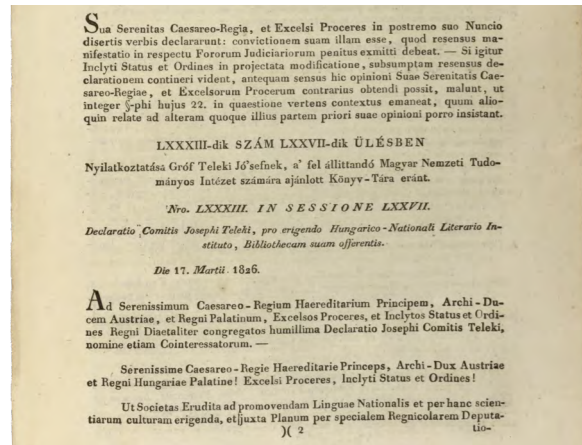 Sua Serenitas Caesareo-Regia, et Excelsi Proceres in postremo suo Nuncio
disertis verbis declararunt: convictionem suam illam esse, quod resensus ma-
nifestatio in respectu Fororum Judiciariorum penitus exmitti debeat. — Si igitur
Inclyti Status et Ordines in projectata modificatione, subsumptam resensus de-
clarationem contineri vident, antequam sensus hic opinioni Suae Serenitatis Cae-
sareo-Regiae, et Excelsorum Procerum contrarius obtendi possit, malunt, ut
integer §-phi hujus 22. in quaestione vertens contextus emaneat, quum alio-
quin relate ad alteram quoque illius partem priori suae opinioni porro insistant.
LXXXIII-dik SZÁM LXXVII-dik ÜLÉSBEN
Nyilatkoztatása Gróf Teleki Jó'sefnek, a' fel állittandó Magyar Nemzeti Tudo-
mányos Intézet számára ajánlott Könyv-Tára eránt.
Nro. LXXXIII. IN SESSIONE LXXVII.
Declaratio Comitis Josephi Teleki, pro erigendo Hungarico-Nationali Literario In-
stituto, Bibliothecam suam offerentis.
Die 17. Martii 1826.
Ad Serenissimum Caesareo-Regium Haereditarium Principem, Archi-Du-
cem Austriae, et Regni Palatinum, Excelsos Proceres, et Inclytos Status et Ordi-
nes Regni Diaetaliter congregatos humillima Declaratio Josephi Comitis Teleki,
nomine etiam Cointeressatorum. —
Serenissime Caesareo-Regie Haereditarie Princeps, Archi-Dux Austriae
et Regni Hungariae Palatine! Excelsi Proceres, Inclyti Status et Ordines!
Ut Societas Erudita ad promovendam Linguae Nationalis et per hanc scien-
tiarum culturam erigenda, et juxta Planum per specialem Regnicolarem Deputa-
)( 2 tio-